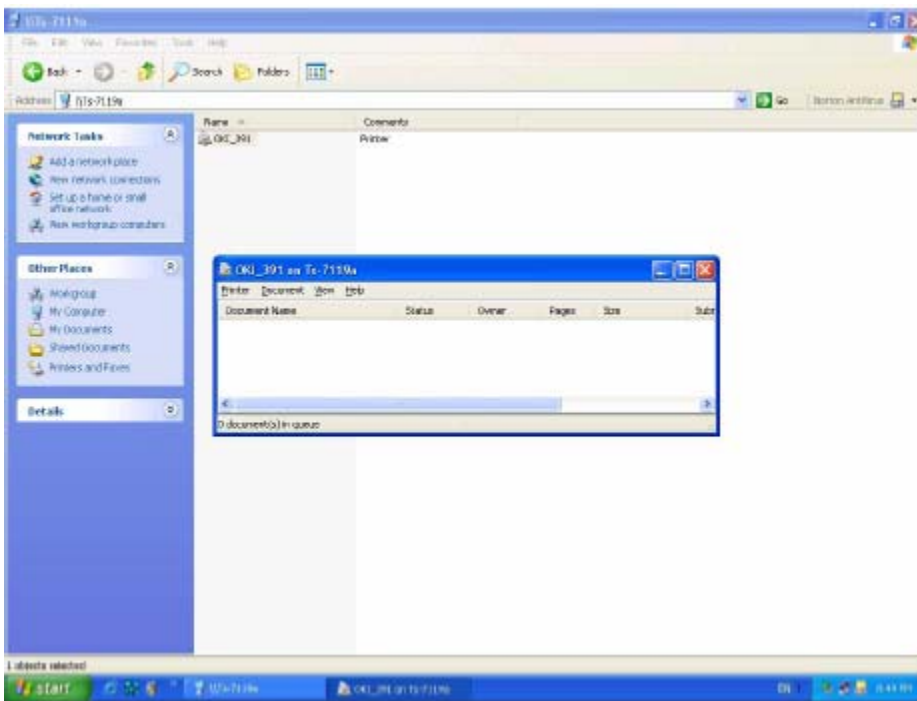 \\Ts-7119a
File Edit View Favorites Tools Help
Back Search Folders
Address \\Ts-7119a Go Norton AntiVirus
Name Comments
OKI_391 Printer
Network Tasks
Add a network place
View network connections
Set up a home or small
office network
View workgroup computers
Other Places
Workgroup
My Computer
My Documents
Shared Documents
Printers and Faxes
Details
OKI_391 on Ts-7119a
Printer Document View Help
Document Name Status Owner Pages Size Subr
0 document(s) in queue
1 objects selected
start \\Ts-7119a OKI_391 on Ts-7119a EN